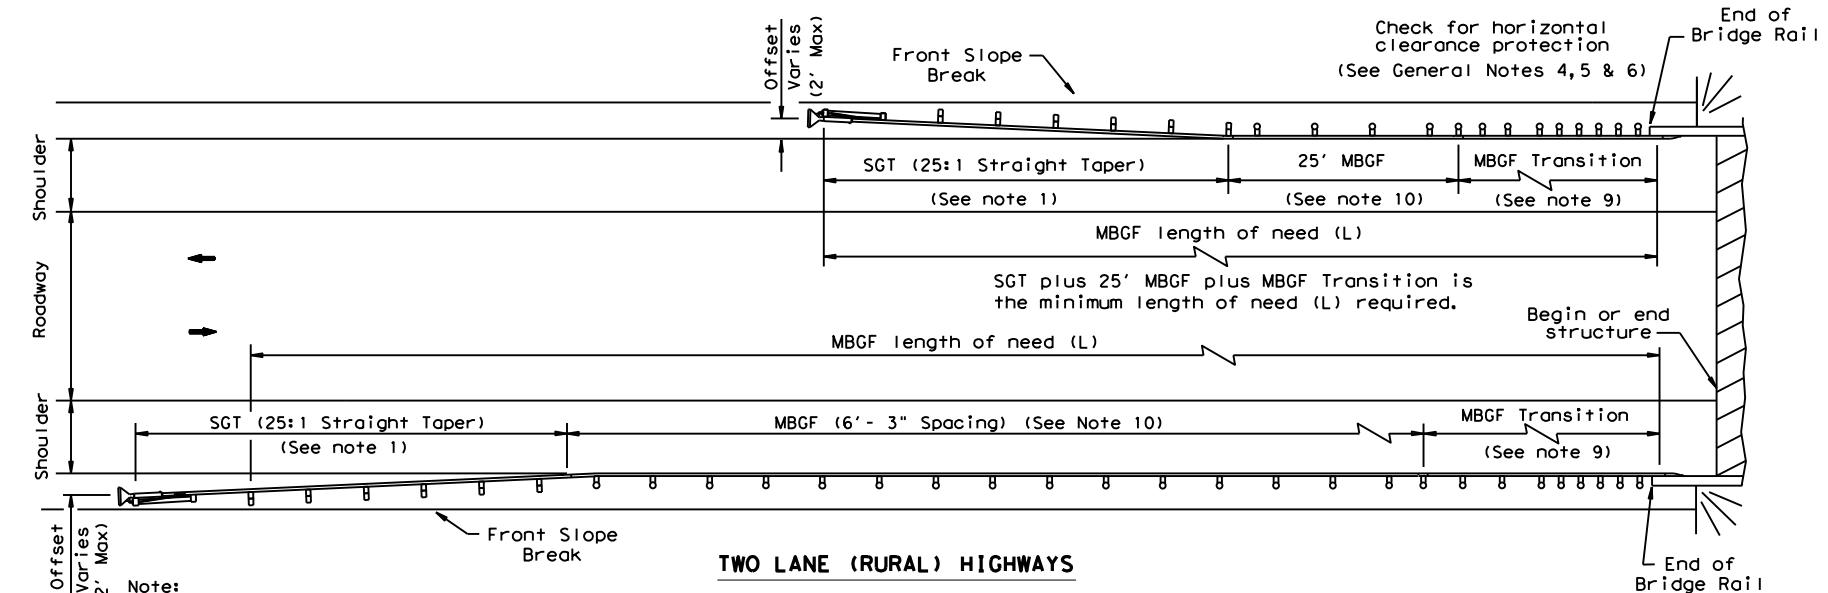 Offset
Varies
(2' Max)
Front Slope
Break
Check for horizontal
clearance protection
(See General Notes 4,5 & 6)
End of
Bridge Rail
Shoulder
SGT (25:1 Straight Taper)
(See note 1)
25' MBGF
(See note 10)
MBGF Transition
(See note 9)
MBGF length of need (L)
SGT plus 25' MBGF plus MBGF Transition is
the minimum length of need (L) required.
Roadway
Begin or end
structure
MBGF length of need (L)
Shoulder
SGT (25:1 Straight Taper)
(See note 1)
MBGF (6'- 3" Spacing) (See Note 10)
MBGF Transition
(See note 9)
Offset
Varies
2' Max)
Front Slope
Break
Note:
TWO LANE (RURAL) HIGHWAYS
End of
Bridge Rail